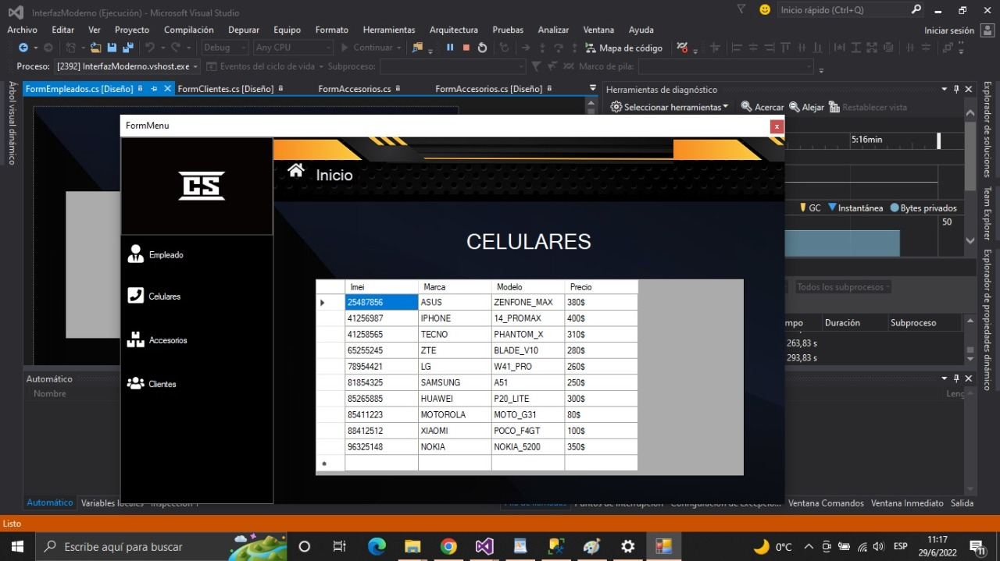 InterfazModerno (Ejecución) - Microsoft Visual Studio
Inicio rápido (Ctrl+Q)
Archivo Editar Ver Proyecto Compilación Depurar Equipo Formato Herramientas Arquitectura Pruebas Analizar Ventana Ayuda
Iniciar sesión
Debug Any CPU Continuar Mapa de código
Proceso: [2392] InterfazModerno.vshost.exe Eventos del ciclo de vida Subproceso: Marco de pila:
FormEmpleados.cs [Diseño] FormClientes.cs [Diseño] FormAccesorios.cs FormAccesorios.cs [Diseño]
Árbol visual dinámico
Herramientas de diagnóstico
Seleccionar herramientas Acercar Alejar Restablecer vista
5:16min
GC Instantánea Bytes privados
50
Todos los subprocesos
mpo Duración Subproceso
263,83 s
293,83 s
Leng
Explorador de soluciones
Team Explorer
Explorador de propiedades dinámico
FormMenu
x
CS
Inicio
Empleado
Celulares
Accesorios
Clientes
CELULARES
Imei Marca Modelo Precio
25487856 ASUS ZENFONE_MAX 380$
41256987 IPHONE 14_PROMAX 400$
41258565 TECNO PHANTOM_X 310$
65255245 ZTE BLADE_V10 280$
78954421 LG W41_PRO 260$
81854325 SAMSUNG A51 250$
85265885 HUAWEI P20_LITE 300$
85411223 MOTOROLA MOTO_G31 80$
88412512 XIAOMI POCO_F4GT 100$
96325148 NOKIA NOKIA_5200 350$
Automático
Nombre
Automático Variables locales Inspección 1
Pila de llamadas Puntos de interrupción Configuración de excepcio... Ventana Comandos Ventana Inmediato Salida
Listo
Escribe aquí para buscar
0°C
ESP
11:17
29/6/2022
11